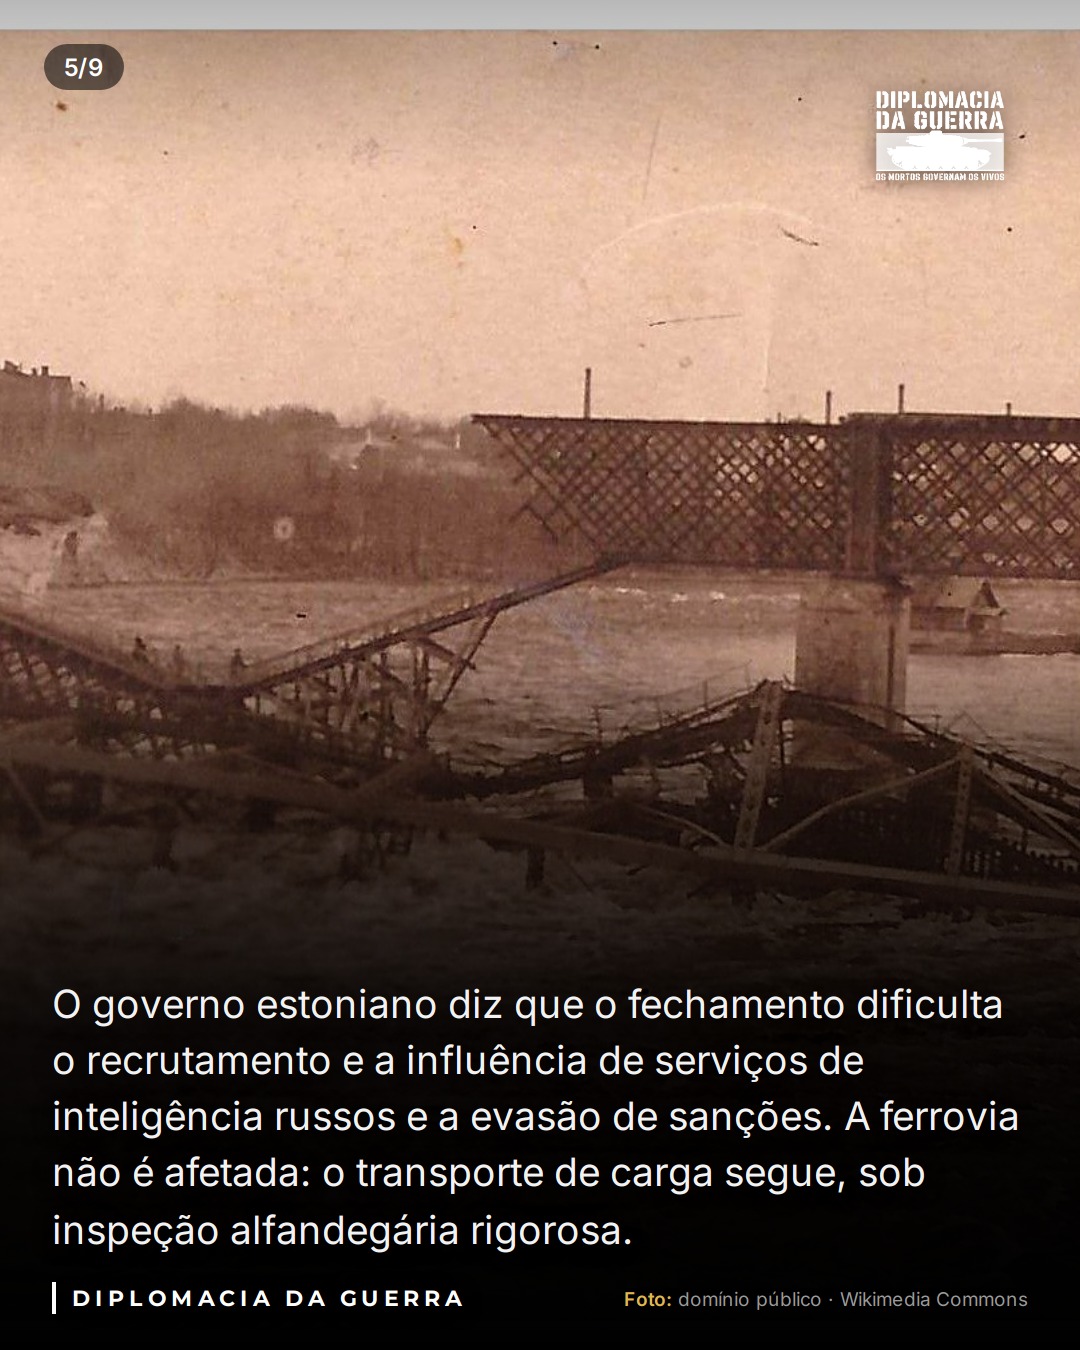 5/9
DIPLOMACIA
DA GUERRA
OS MORTOS GOVERNAM OS VIVOS
O governo estoniano diz que o fechamento dificulta
o recrutamento e a influência de serviços de
inteligência russos e a evasão de sanções. A ferrovia
não é afetada: o transporte de carga segue, sob
inspeção alfandegária rigorosa.
DIPLOMACIA DA GUERRA
Foto: domínio público · Wikimedia Commons